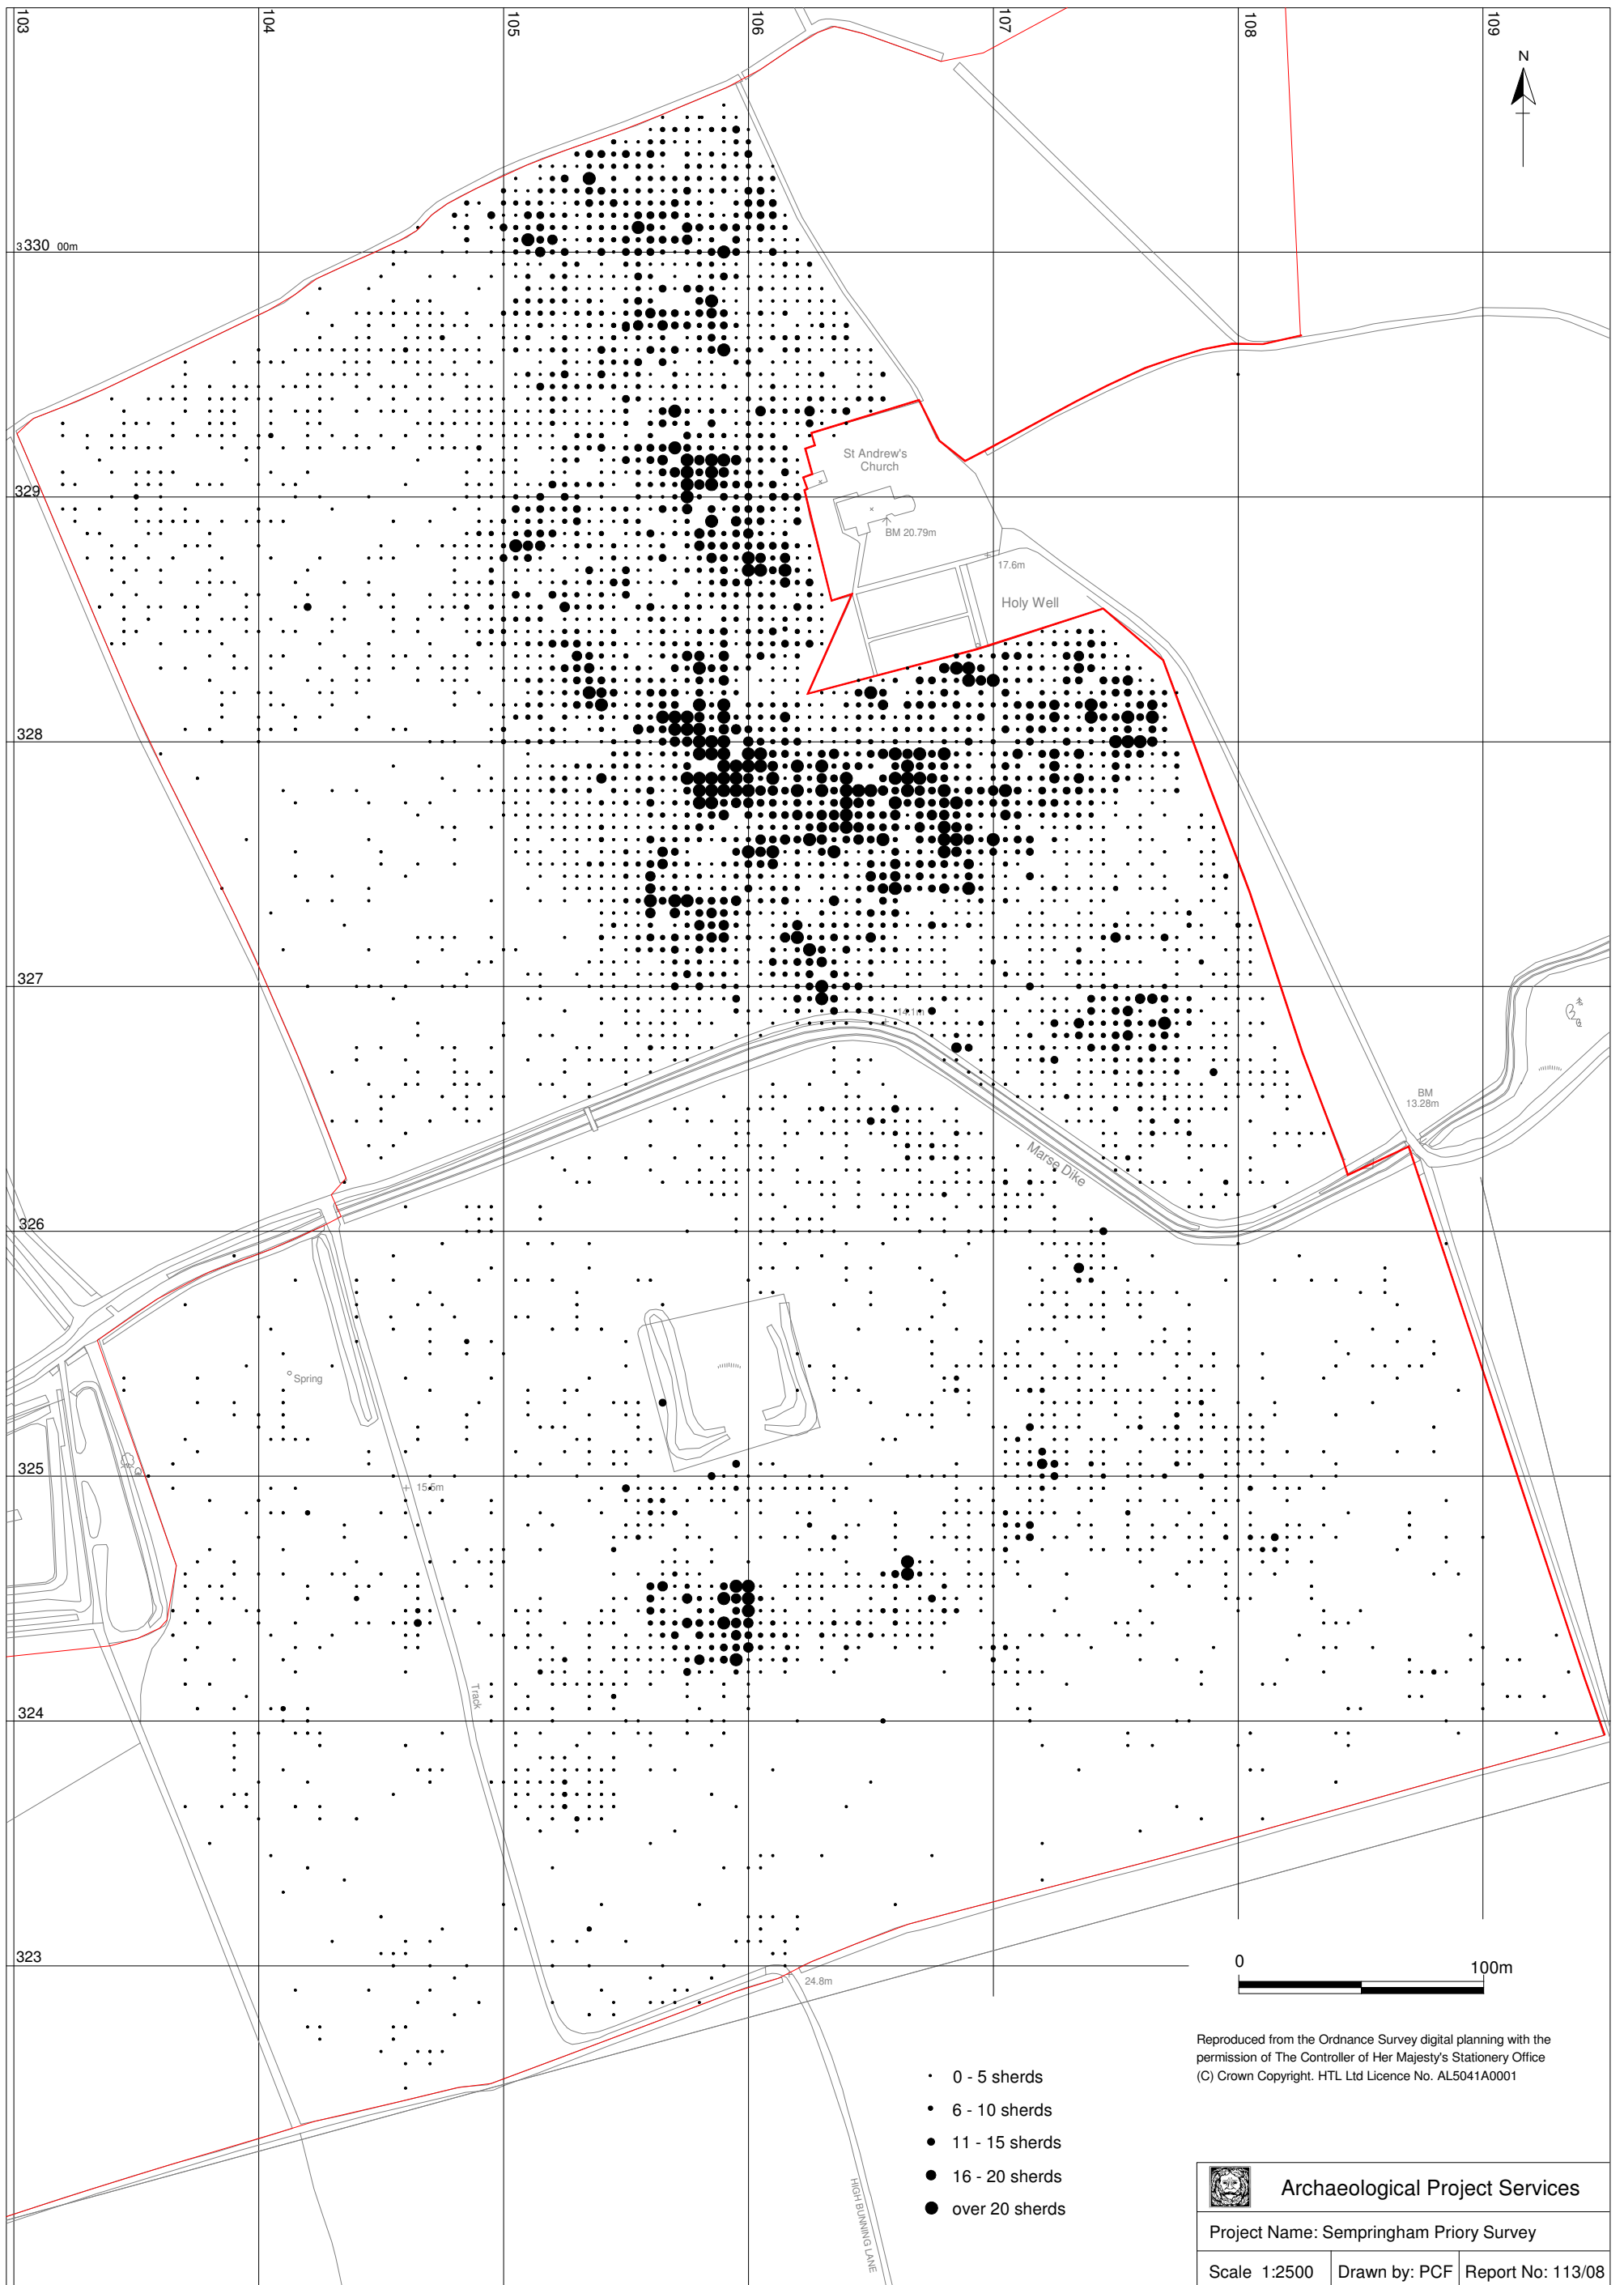 103
104
105
106
107
108
109
N
3330 00m
St Andrew's
Church
329
BM 20.79m
17.6m
Holy Well
328
327
14.1m
BM
13.28m
Marse Dike
326
Spring
325
15.5m
Track
324
323
24.8m
0 100m
Reproduced from the Ordnance Survey digital planning with the
permission of The Controller of Her Majesty's Stationery Office
(C) Crown Copyright. HTL Ltd Licence No. AL5041A0001
0 - 5 sherds
6 - 10 sherds
11 - 15 sherds
16 - 20 sherds
over 20 sherds
HIGH BUNNING LANE
Archaeological Project Services
Project Name: Sempringham Priory Survey
Scale 1:2500 Drawn by: PCF Report No: 113/08